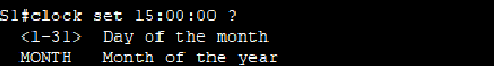 S1#clock set 15:00:00 ?
<1-31> Day of the month
MONTH Month of the year